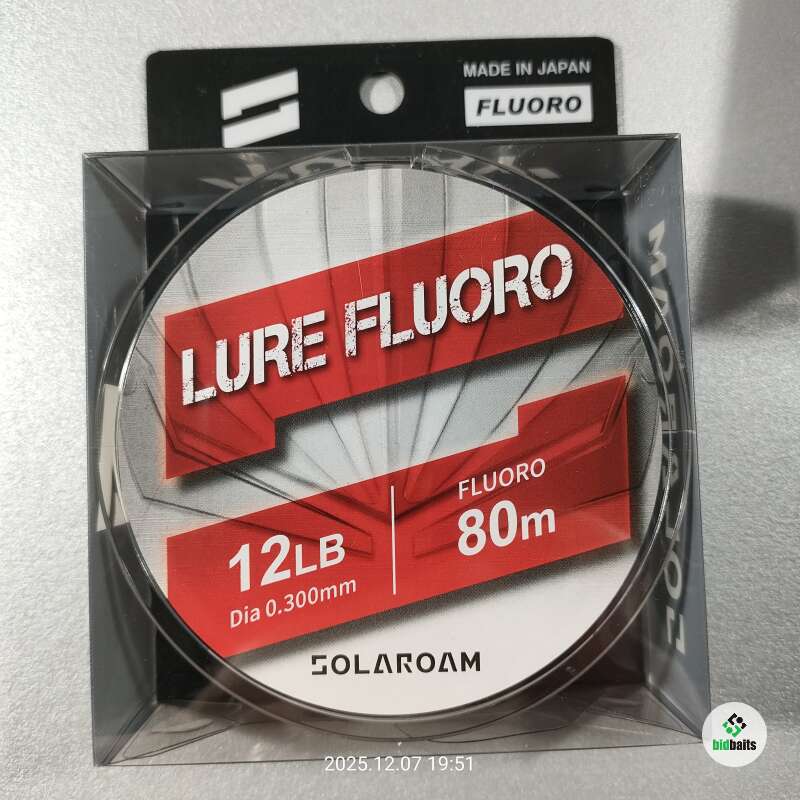 MADE IN JAPAN
FLUORO
LURE FLUORO
FLUORO
12LB
80m
Dia 0.300mm
SOLAROAM
SOLAROAM
2025.12.07 19:51
bidbaits